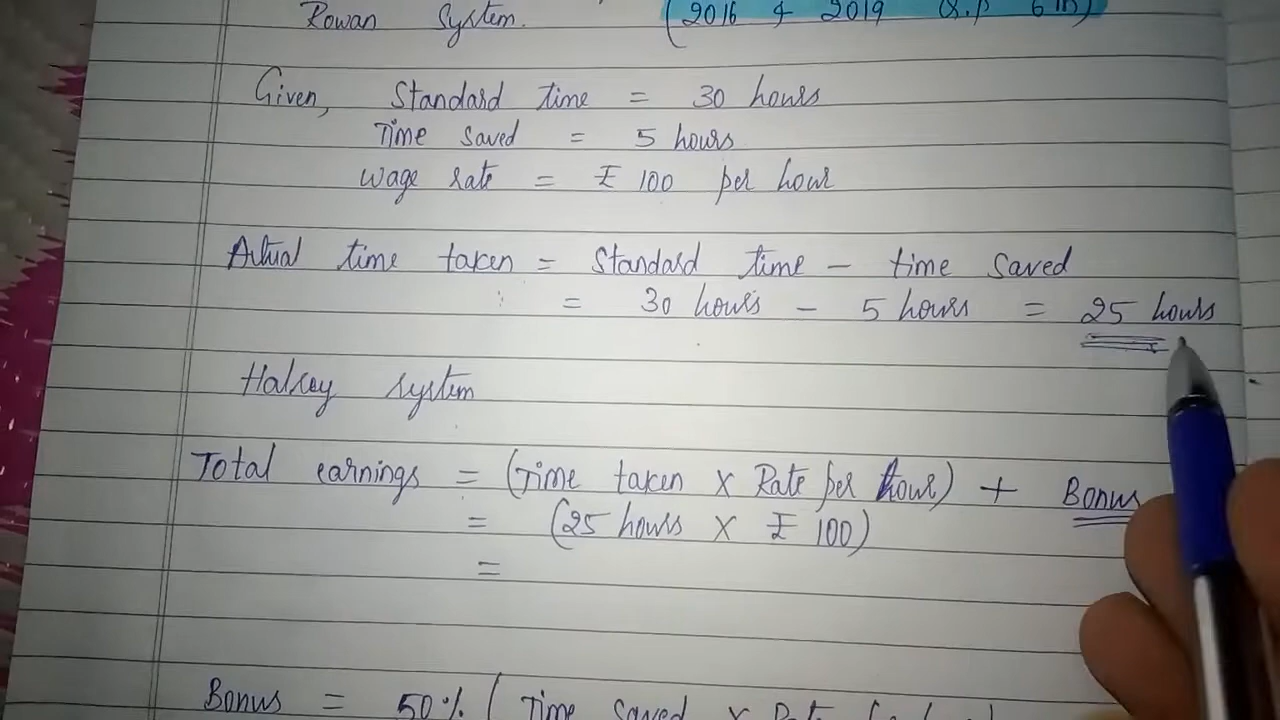 Rowan System. (2016 & 2019 Q.P 6m)
Given, Standard time = 30 hours
Time saved = 5 hours
wage rate = ₹ 100 per hour
Actual time taken = Standard time - time saved
= 30 hours - 5 hours = 25 hours
Halsey system
Total earnings = (Time taken X Rate per hour) + Bonus
= (25 hours X ₹ 100)
=
Bonus = 50% ( Time saved x Rate